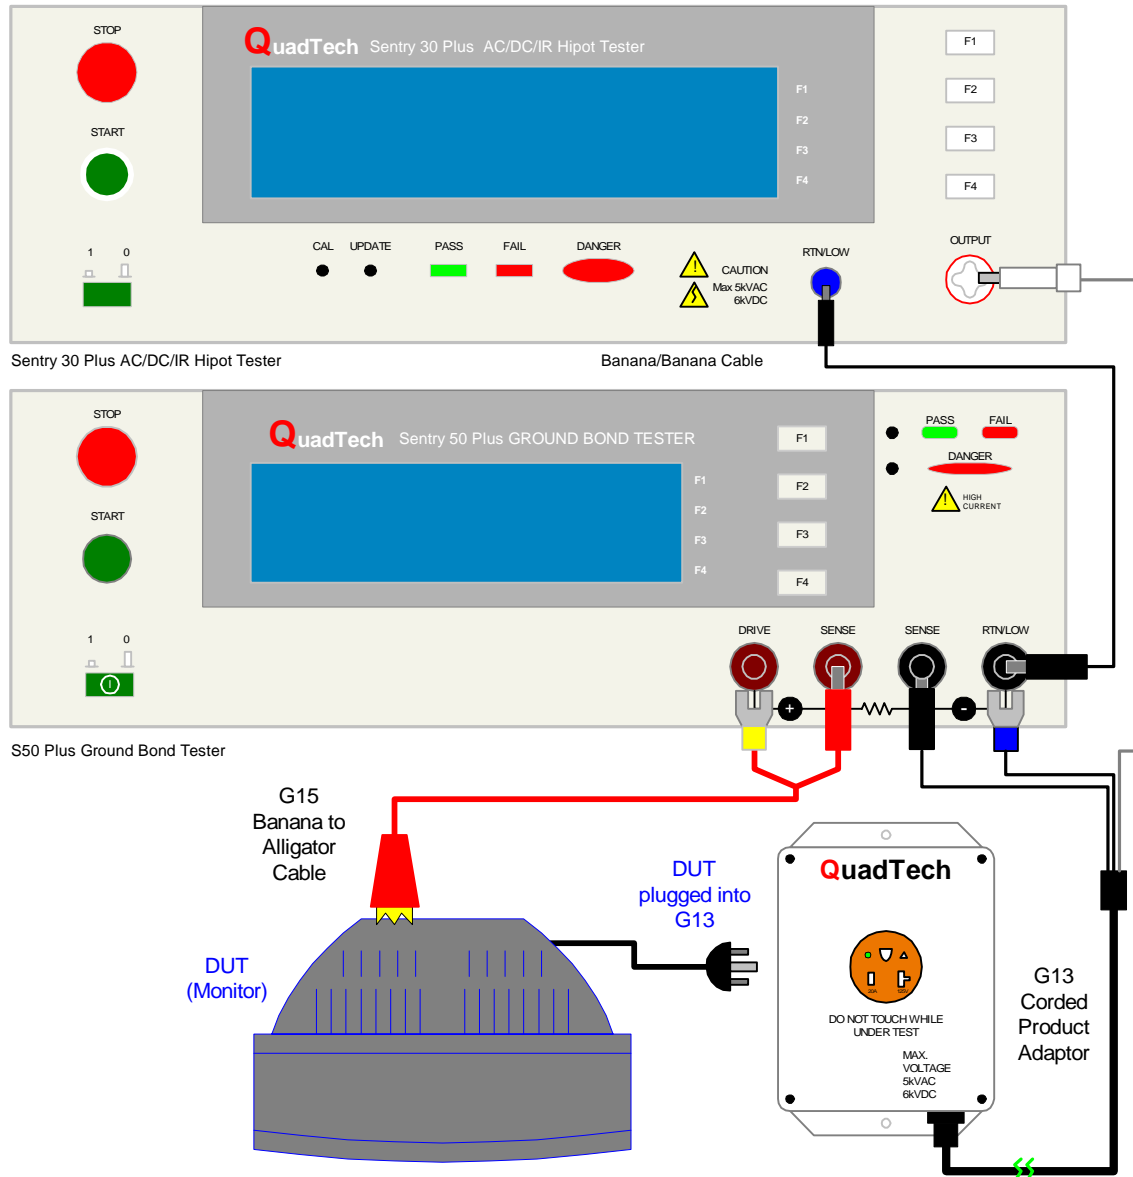 STOP
QuadTech Sentry 30 Plus AC/DC/IR Hipot Tester
F1
F1
F2
F2
START
F3
F3
F4
F4
1 0
CAL UPDATE PASS FAIL DANGER
RTN/LOW
OUTPUT
CAUTION
Max 5kVAC
6kVDC
Sentry 30 Plus AC/DC/IR Hipot Tester
Banana/Banana Cable
STOP
QuadTech Sentry 50 Plus GROUND BOND TESTER
F1
PASS FAIL
DANGER
F1
F2
HIGH
CURRENT
START
F2
F3
F3
F4
F4
1 0
DRIVE SENSE SENSE RTN/LOW
+ -
S50 Plus Ground Bond Tester
G15
Banana to
Alligator
Cable
DUT
plugged into
G13
QuadTech
DUT
(Monitor)
20A 125V
DO NOT TOUCH WHILE
UNDER TEST
MAX.
VOLTAGE
5kVAC
6kVDC
G13
Corded
Product
Adaptor